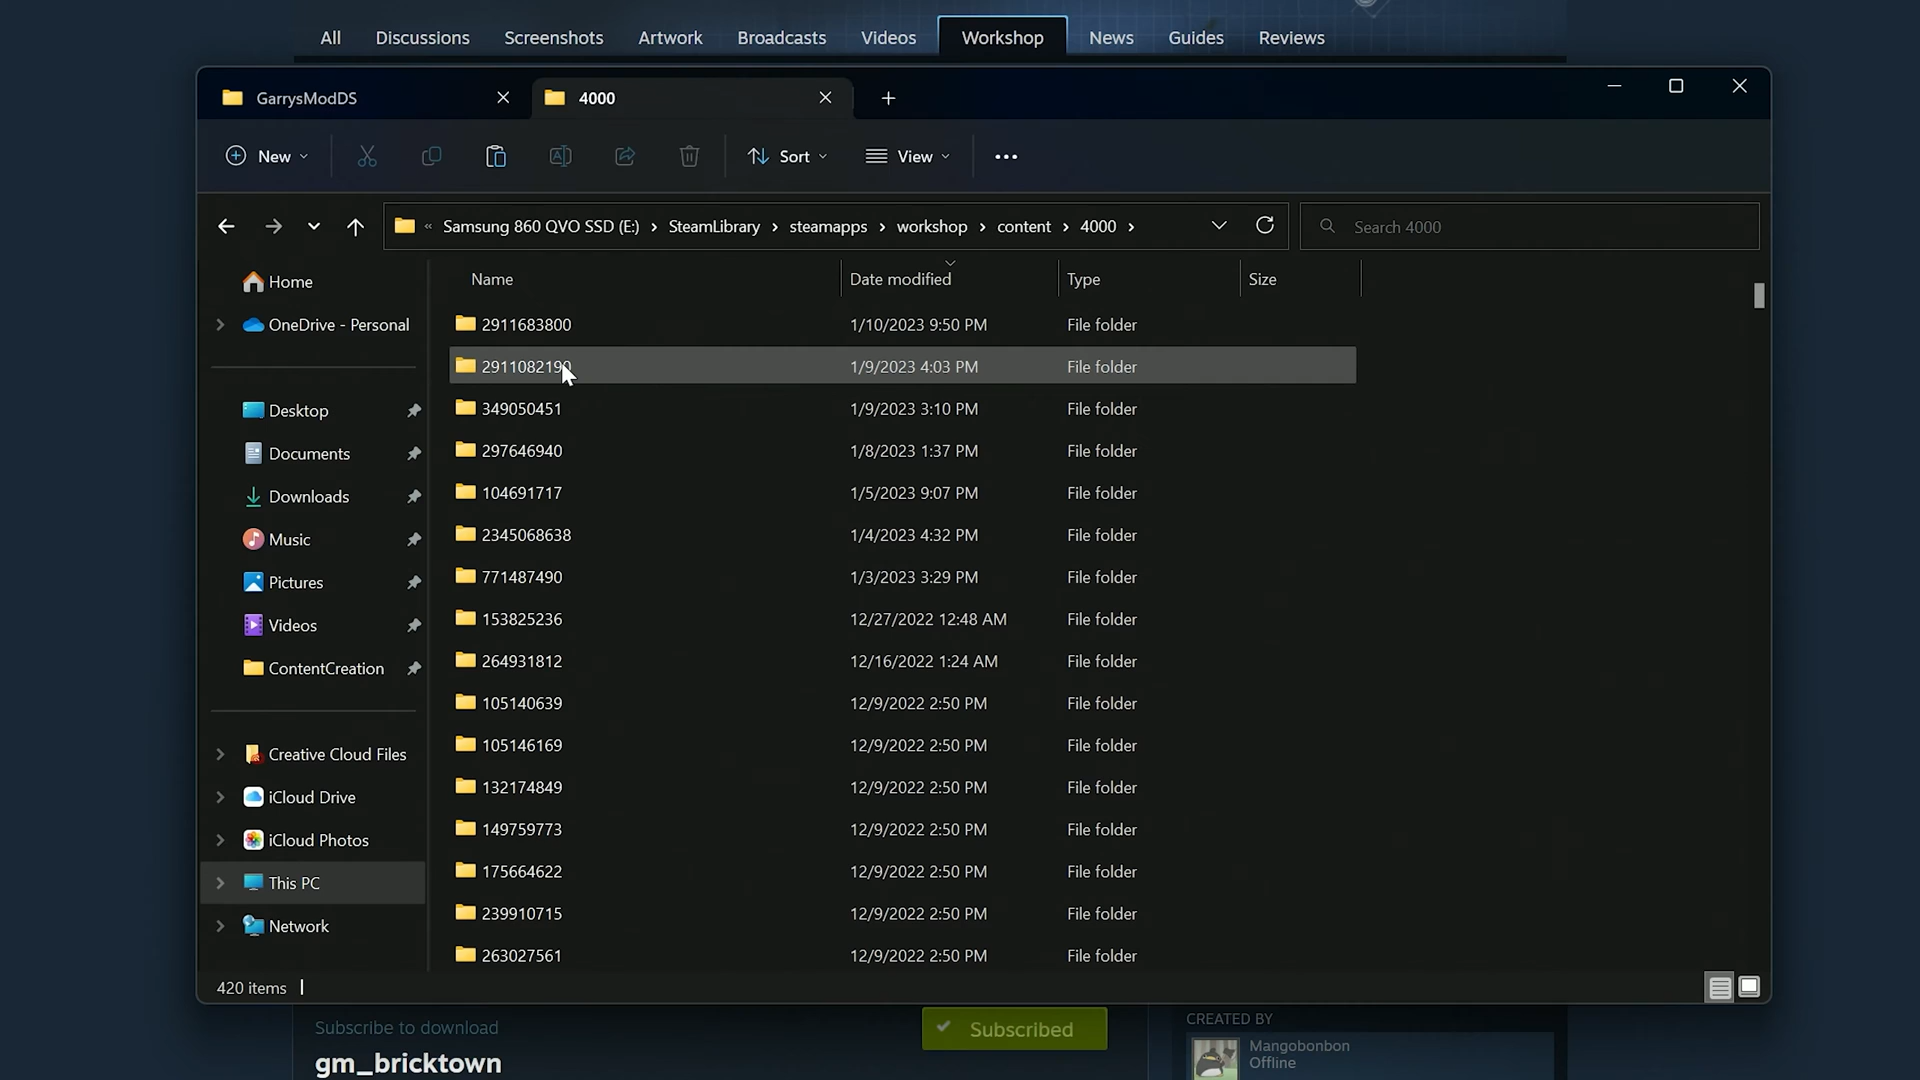 All Discussions Screenshots Artwork Broadcasts Videos Workshop News Guides Reviews
GarrysModDS 4000
New Sort View
« Samsung 860 QVO SSD (E:) › SteamLibrary › steamapps › workshop › content › 4000 › Search 4000
Name Date modified Type Size
Home
OneDrive - Personal
Desktop
Documents
Downloads
Music
Pictures
Videos
ContentCreation
Creative Cloud Files
iCloud Drive
iCloud Photos
This PC
Network
2911683800 1/10/2023 9:50 PM File folder
2911082190 1/9/2023 4:03 PM File folder
349050451 1/9/2023 3:10 PM File folder
297646940 1/8/2023 1:37 PM File folder
104691717 1/5/2023 9:07 PM File folder
2345068638 1/4/2023 4:32 PM File folder
771487490 1/3/2023 3:29 PM File folder
153825236 12/27/2022 12:48 AM File folder
264931812 12/16/2022 1:24 AM File folder
105140639 12/9/2022 2:50 PM File folder
105146169 12/9/2022 2:50 PM File folder
132174849 12/9/2022 2:50 PM File folder
149759773 12/9/2022 2:50 PM File folder
175664622 12/9/2022 2:50 PM File folder
239910715 12/9/2022 2:50 PM File folder
263027561 12/9/2022 2:50 PM File folder
420 items
Subscribe to download
gm_bricktown
Subscribed
CREATED BY
Mangobonbon
Offline